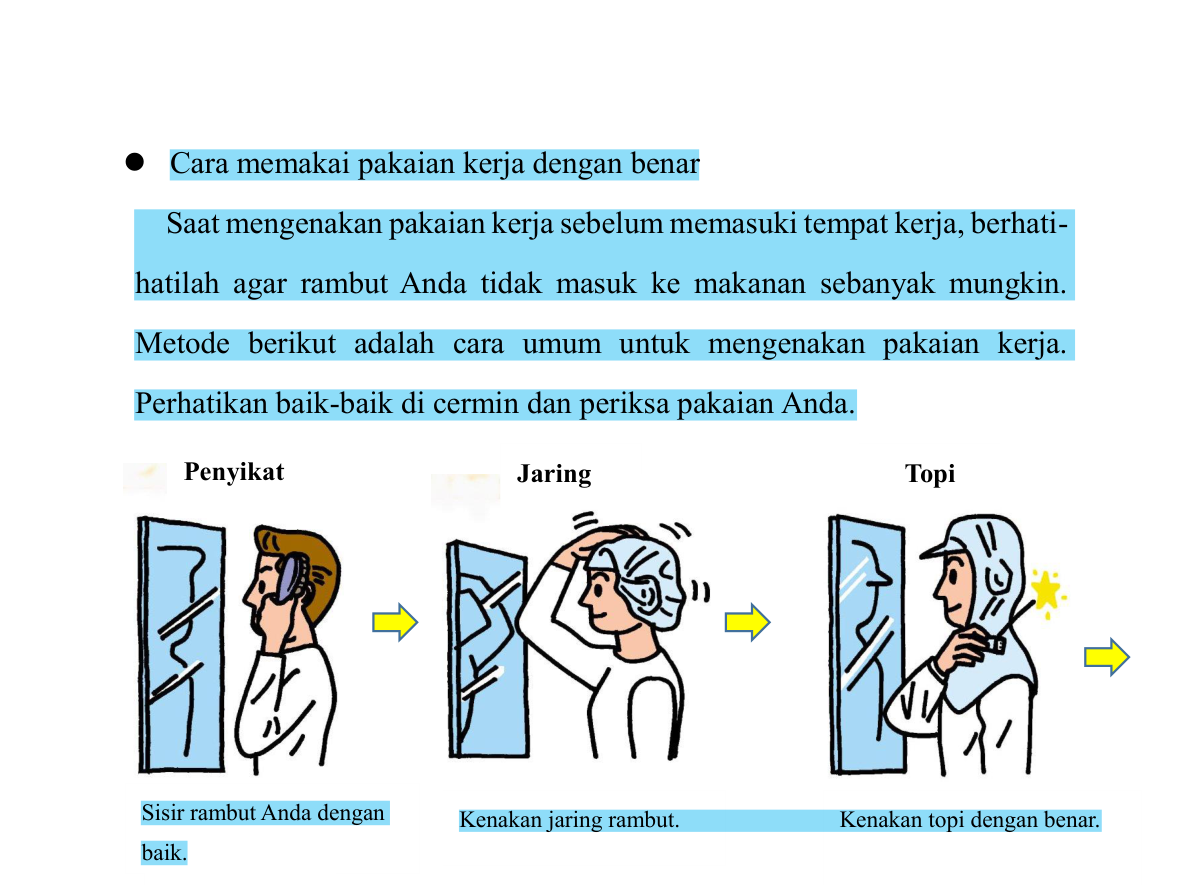 ● Cara memakai pakaian kerja dengan benar
Saat mengenakan pakaian kerja sebelum memasuki tempat kerja, berhati-
hatilah agar rambut Anda tidak masuk ke makanan sebanyak mungkin.
Metode berikut adalah cara umum untuk mengenakan pakaian kerja.
Perhatikan baik-baik di cermin dan periksa pakaian Anda.
Penyikat
Jaring
Topi
Sisir rambut Anda dengan
baik.
Kenakan jaring rambut.
Kenakan topi dengan benar.